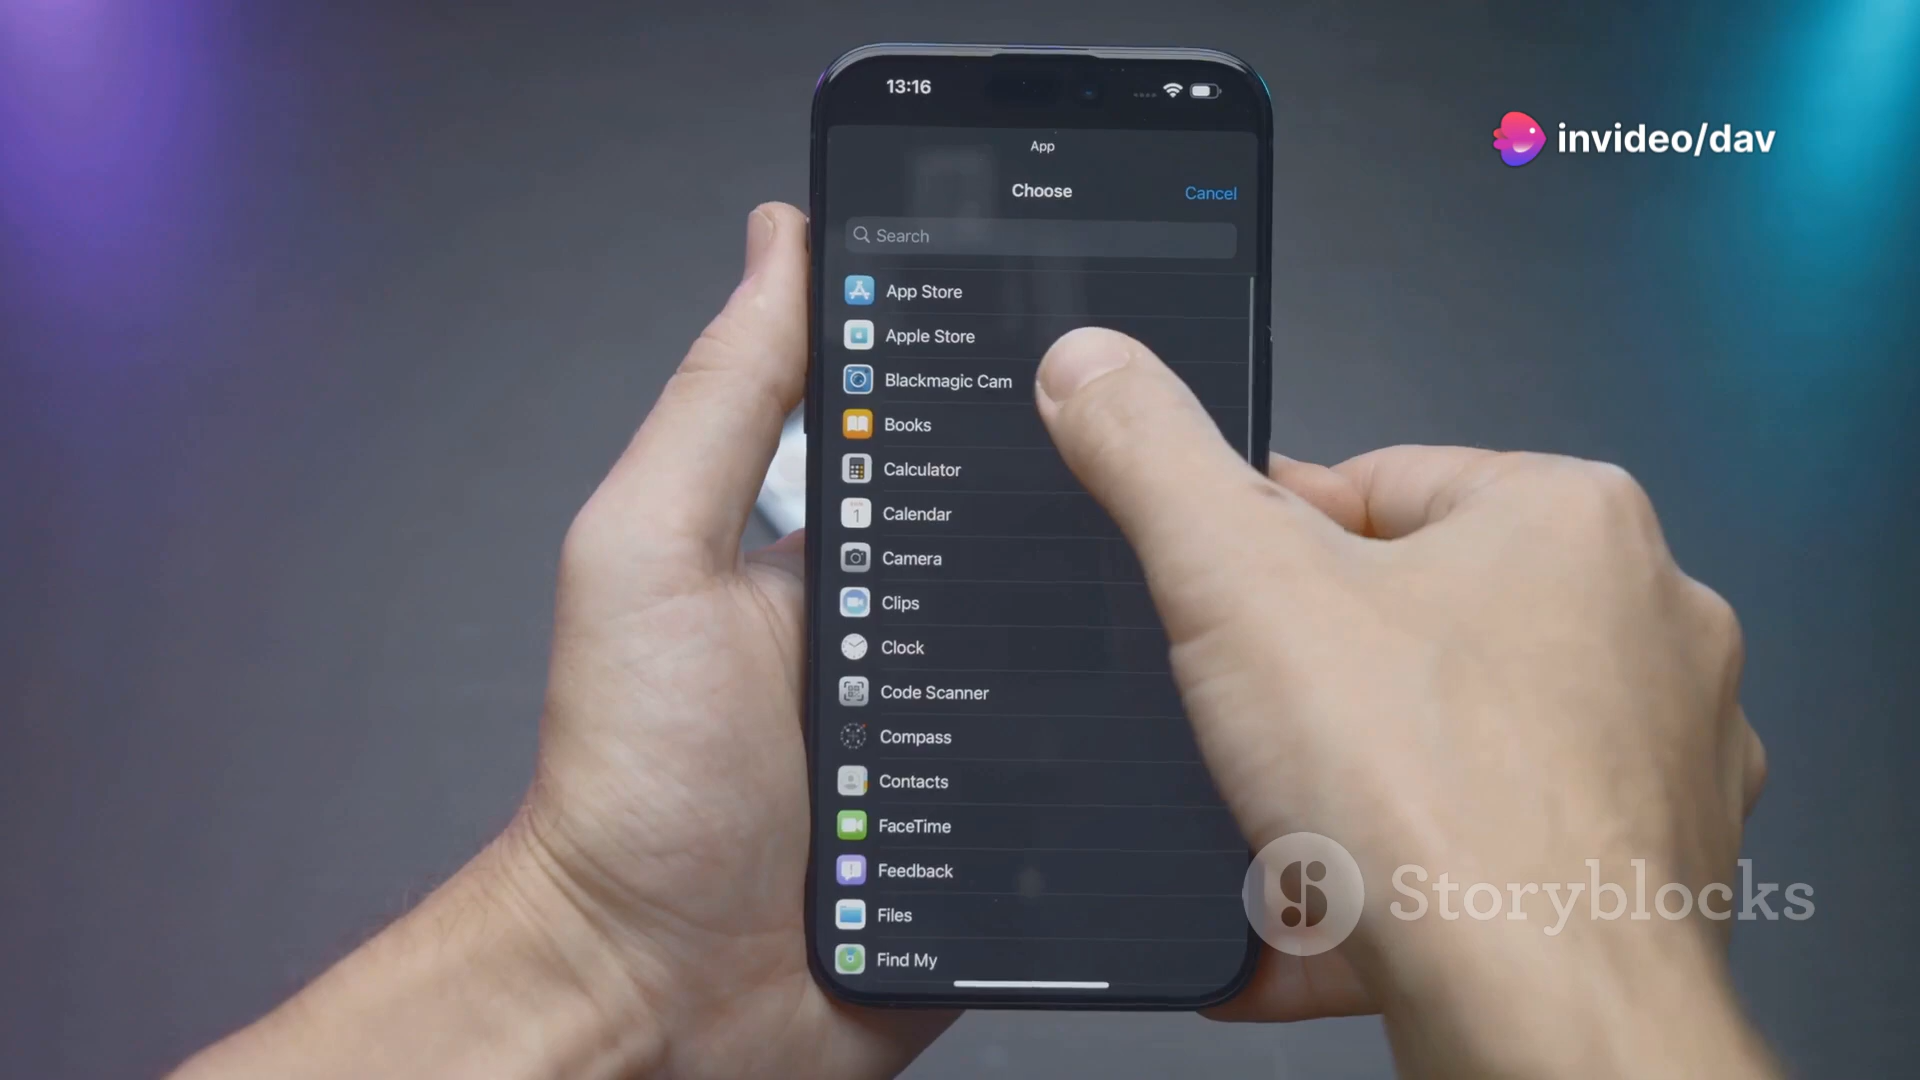 13:16
invideo/dav
App
Choose
Cancel
Search
App Store
Apple Store
Blackmagic Cam
Books
Calculator
1
Calendar
Camera
Clips
Clock
Code Scanner
Compass
Contacts
FaceTime
Feedback
Files
Find My
Storyblocks